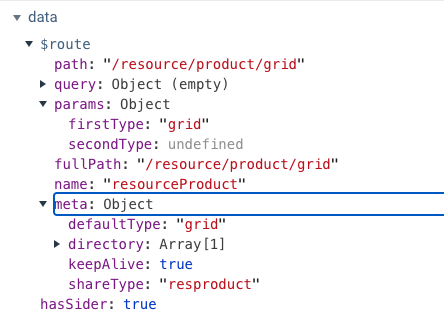 data
$route
path: "/resource/product/grid"
query: Object (empty)
params: Object
firstType: "grid"
secondType: undefined
fullPath: "/resource/product/grid"
name: "resourceProduct"
meta: Object
defaultType: "grid"
directory: Array[1]
keepAlive: true
shareType: "resproduct"
hasSider: true